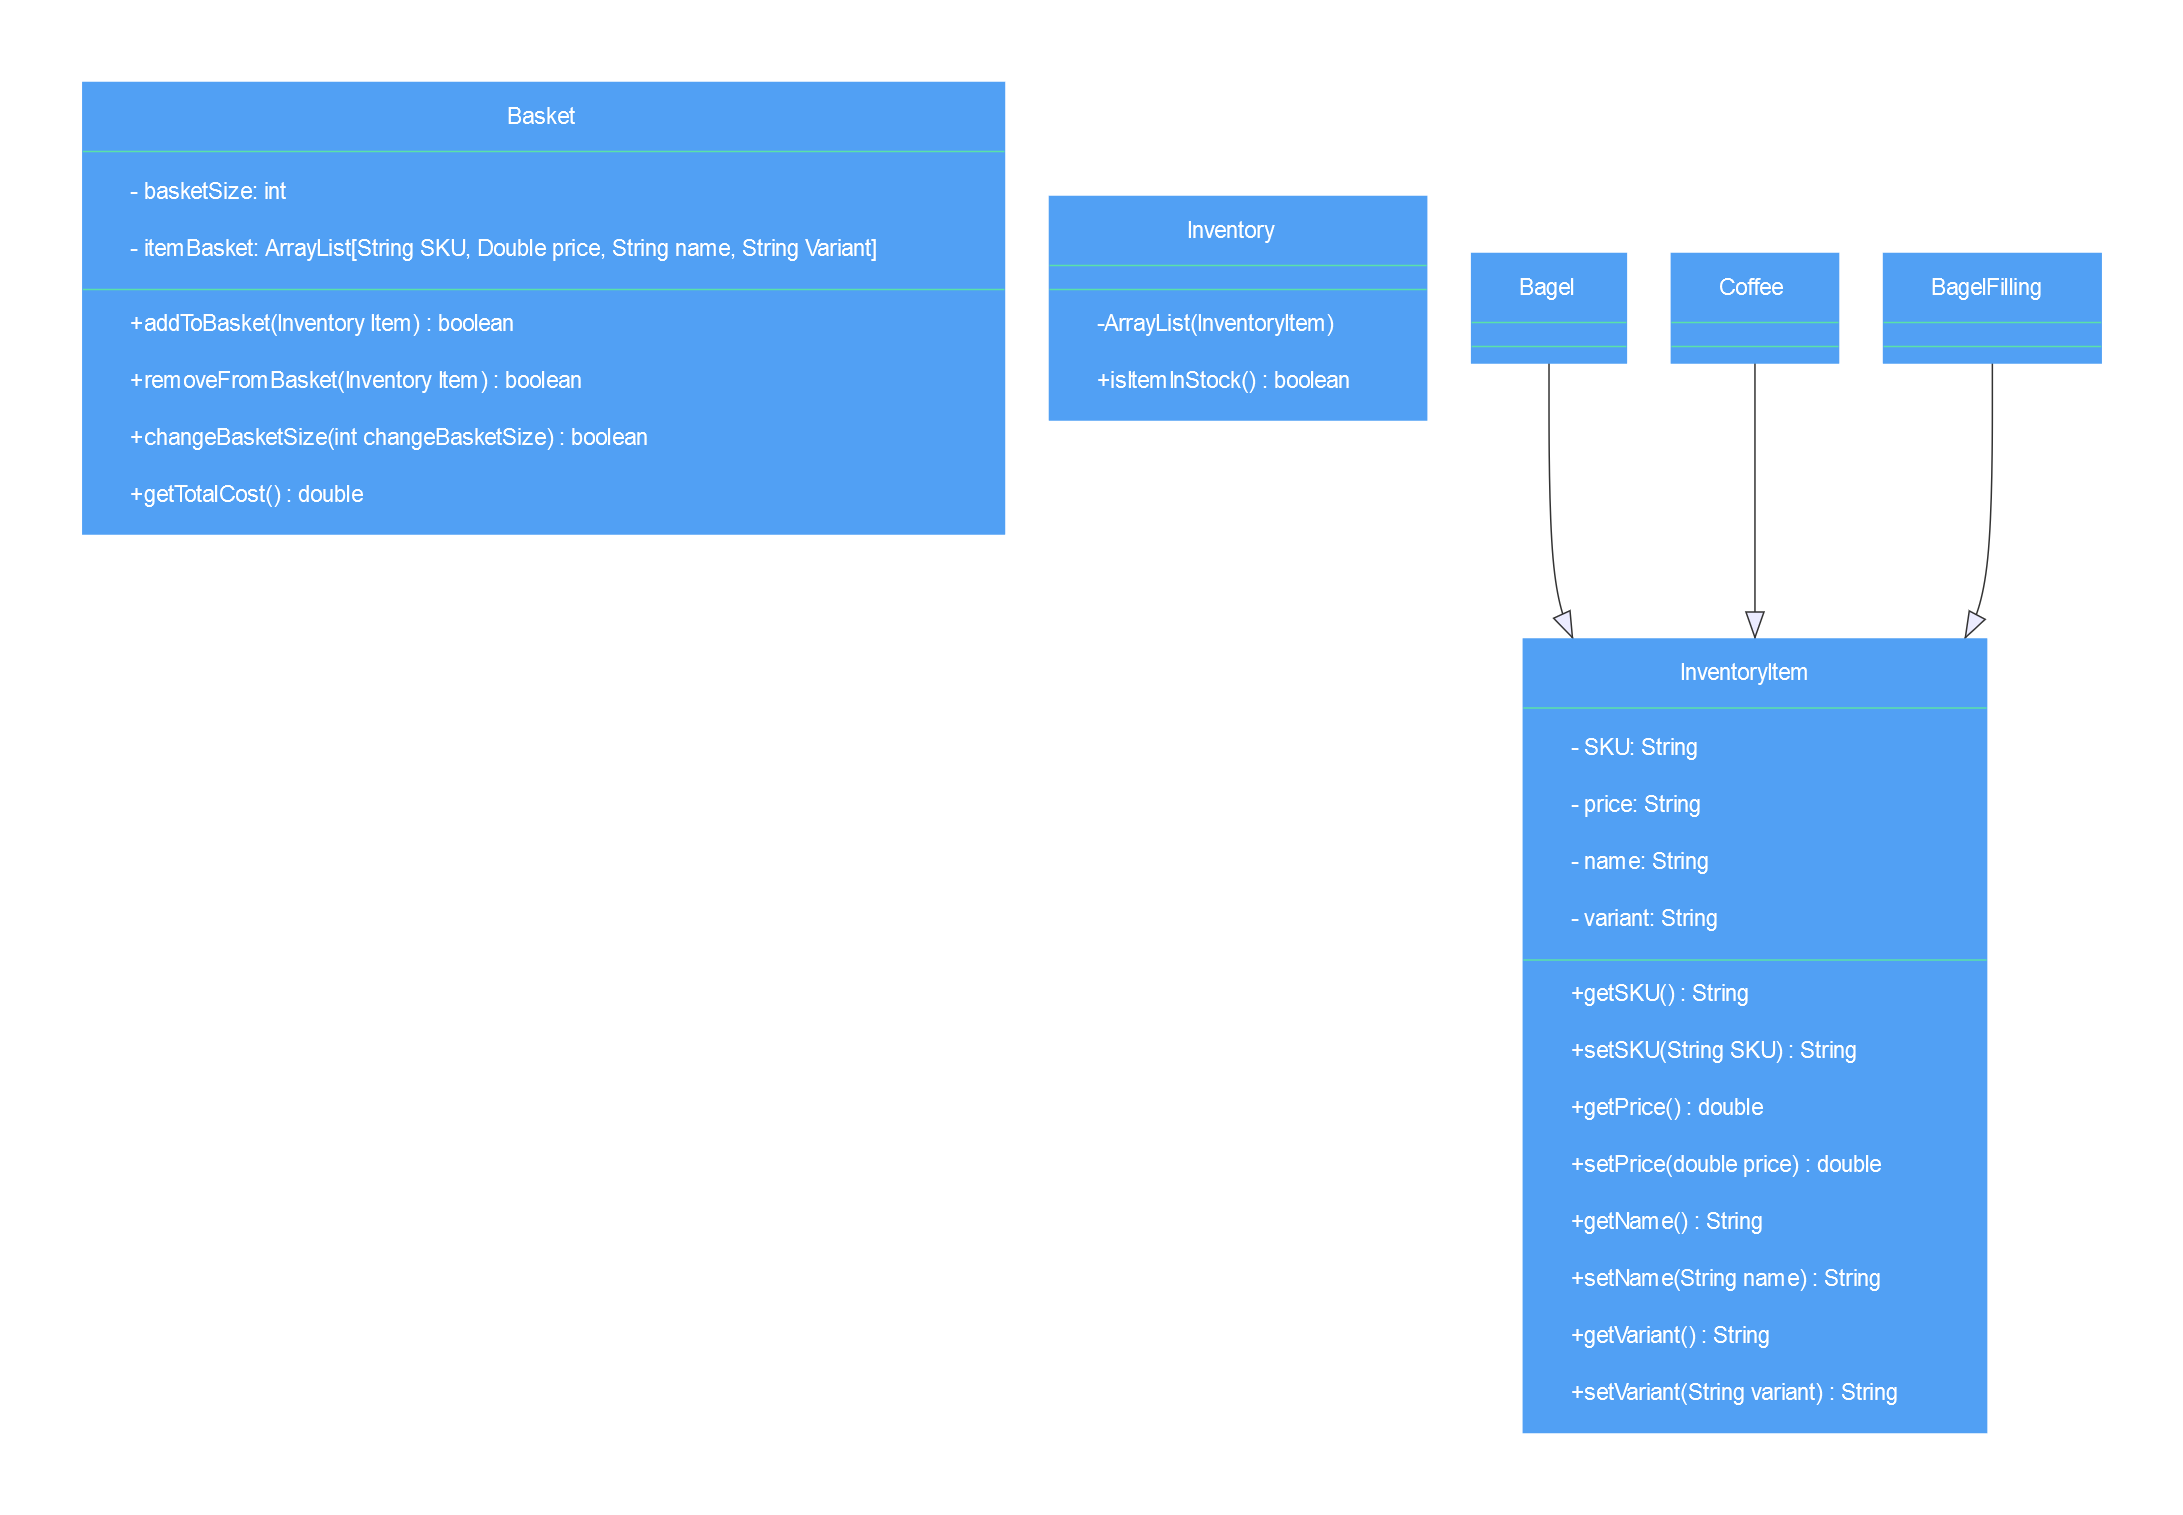 Basket
- basketSize: int
- itemBasket: ArrayList[String SKU, Double price, String name, String Variant]
+addToBasket(Inventory Item) : boolean
+removeFromBasket(Inventory Item) : boolean
+changeBasketSize(int changeBasketSize) : boolean
+getTotalCost() : double
Inventory
-ArrayList(InventoryItem)
+isItemInStock() : boolean
Bagel
Coffee
BagelFilling
InventoryItem
- SKU: String
- price: String
- name: String
- variant: String
+getSKU() : String
+setSKU(String SKU) : String
+getPrice() : double
+setPrice(double price) : double
+getName() : String
+setName(String name) : String
+getVariant() : String
+setVariant(String variant) : String